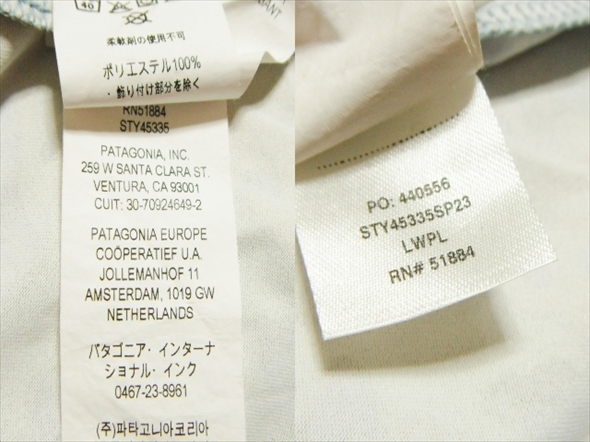 40
ANT
柔軟剤の使用不可
ポリエステル100%
・飾り付け部分を除く
RN51884
STY45335
PATAGONIA, INC.
259 W SANTA CLARA ST.
VENTURA, CA 93001
CUIT: 30-70924649-2
PATAGONIA EUROPE
COÖPERATIEF U.A.
JOLLEMANHOF 11
AMSTERDAM, 1019 GW
NETHERLANDS
パタゴニア・インターナ
ショナル・インク
0467-23-8961
(주)파타고니아코리아
PO: 440556
STY45335SP23
LWPL
RN# 51884